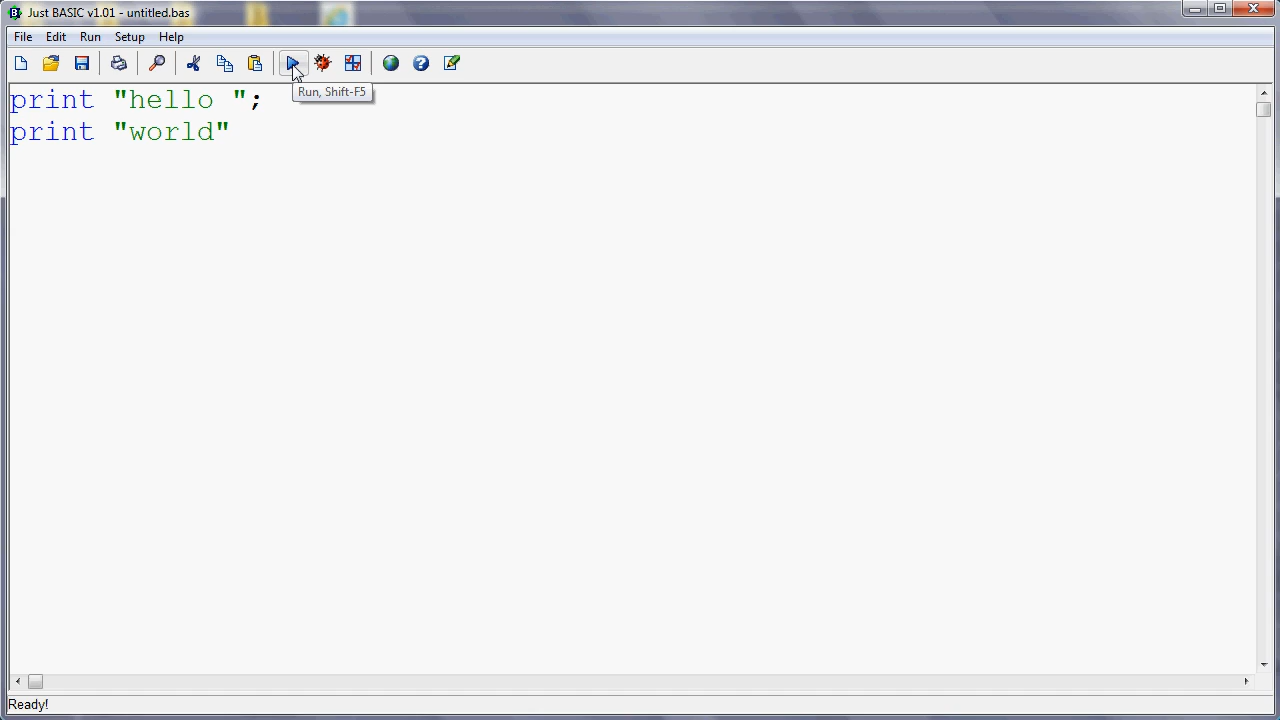 Just BASIC v1.01 - untitled.bas
File Edit Run Setup Help
Run, Shift-F5
print "hello ";
print "world"
Ready!